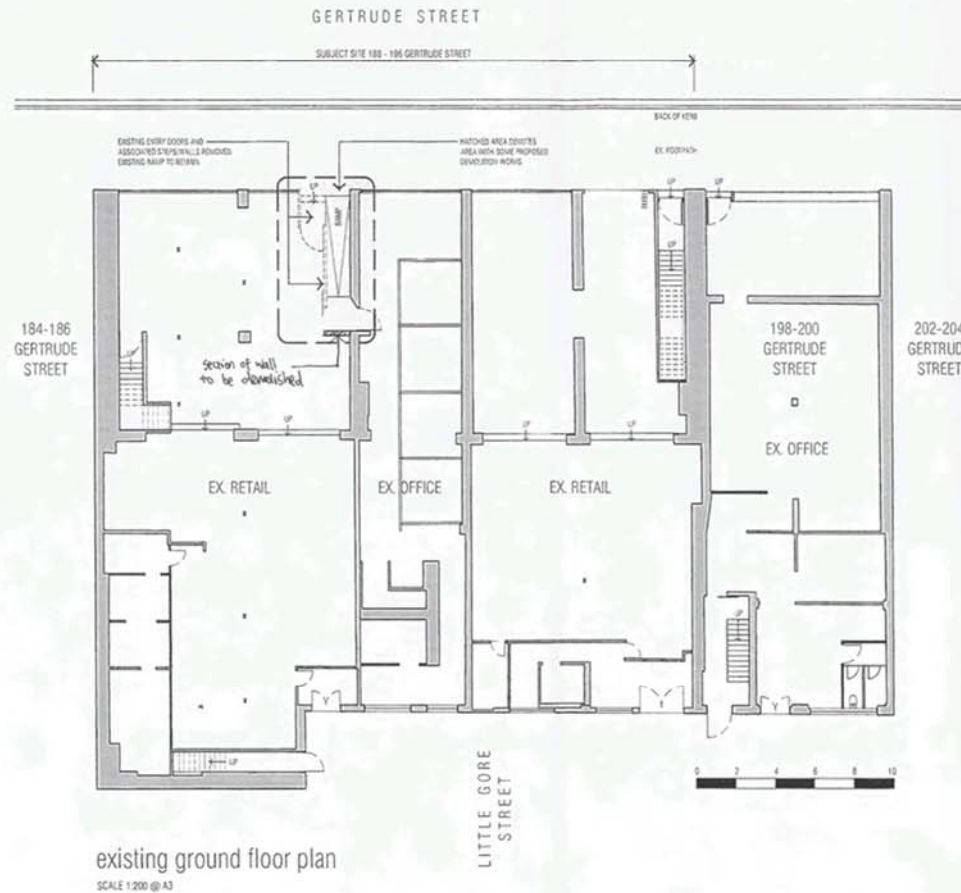 GERTRUDE STREET
SUBJECT SITE 188 - 196 GERTRUDE STREET
BACK OF KERB
EXISTING ENTRY DOORS AND
ASSOCIATED STEPS/WALLS REMOVED
EXISTING RAMP TO REMAIN
HATCHED AREA DENOTES
AREA WITH SOME PROPOSED
DEMOLITION WORKS
EX. FOOTPATH
UP
UP
UP
RAMP
UP
184-186
GERTRUDE
STREET
198-200
GERTRUDE
STREET
202-204
GERTRUD
STREET
UP
section of wall
to be demolished
UP
UP
UP
UP
EX. OFFICE
EX. RETAIL
EX. OFFICE
EX. RETAIL
UP
UP
0 2 4 6 8 10
LITTLE GORE
STREET
existing ground floor plan
SCALE 1:200 @ A3